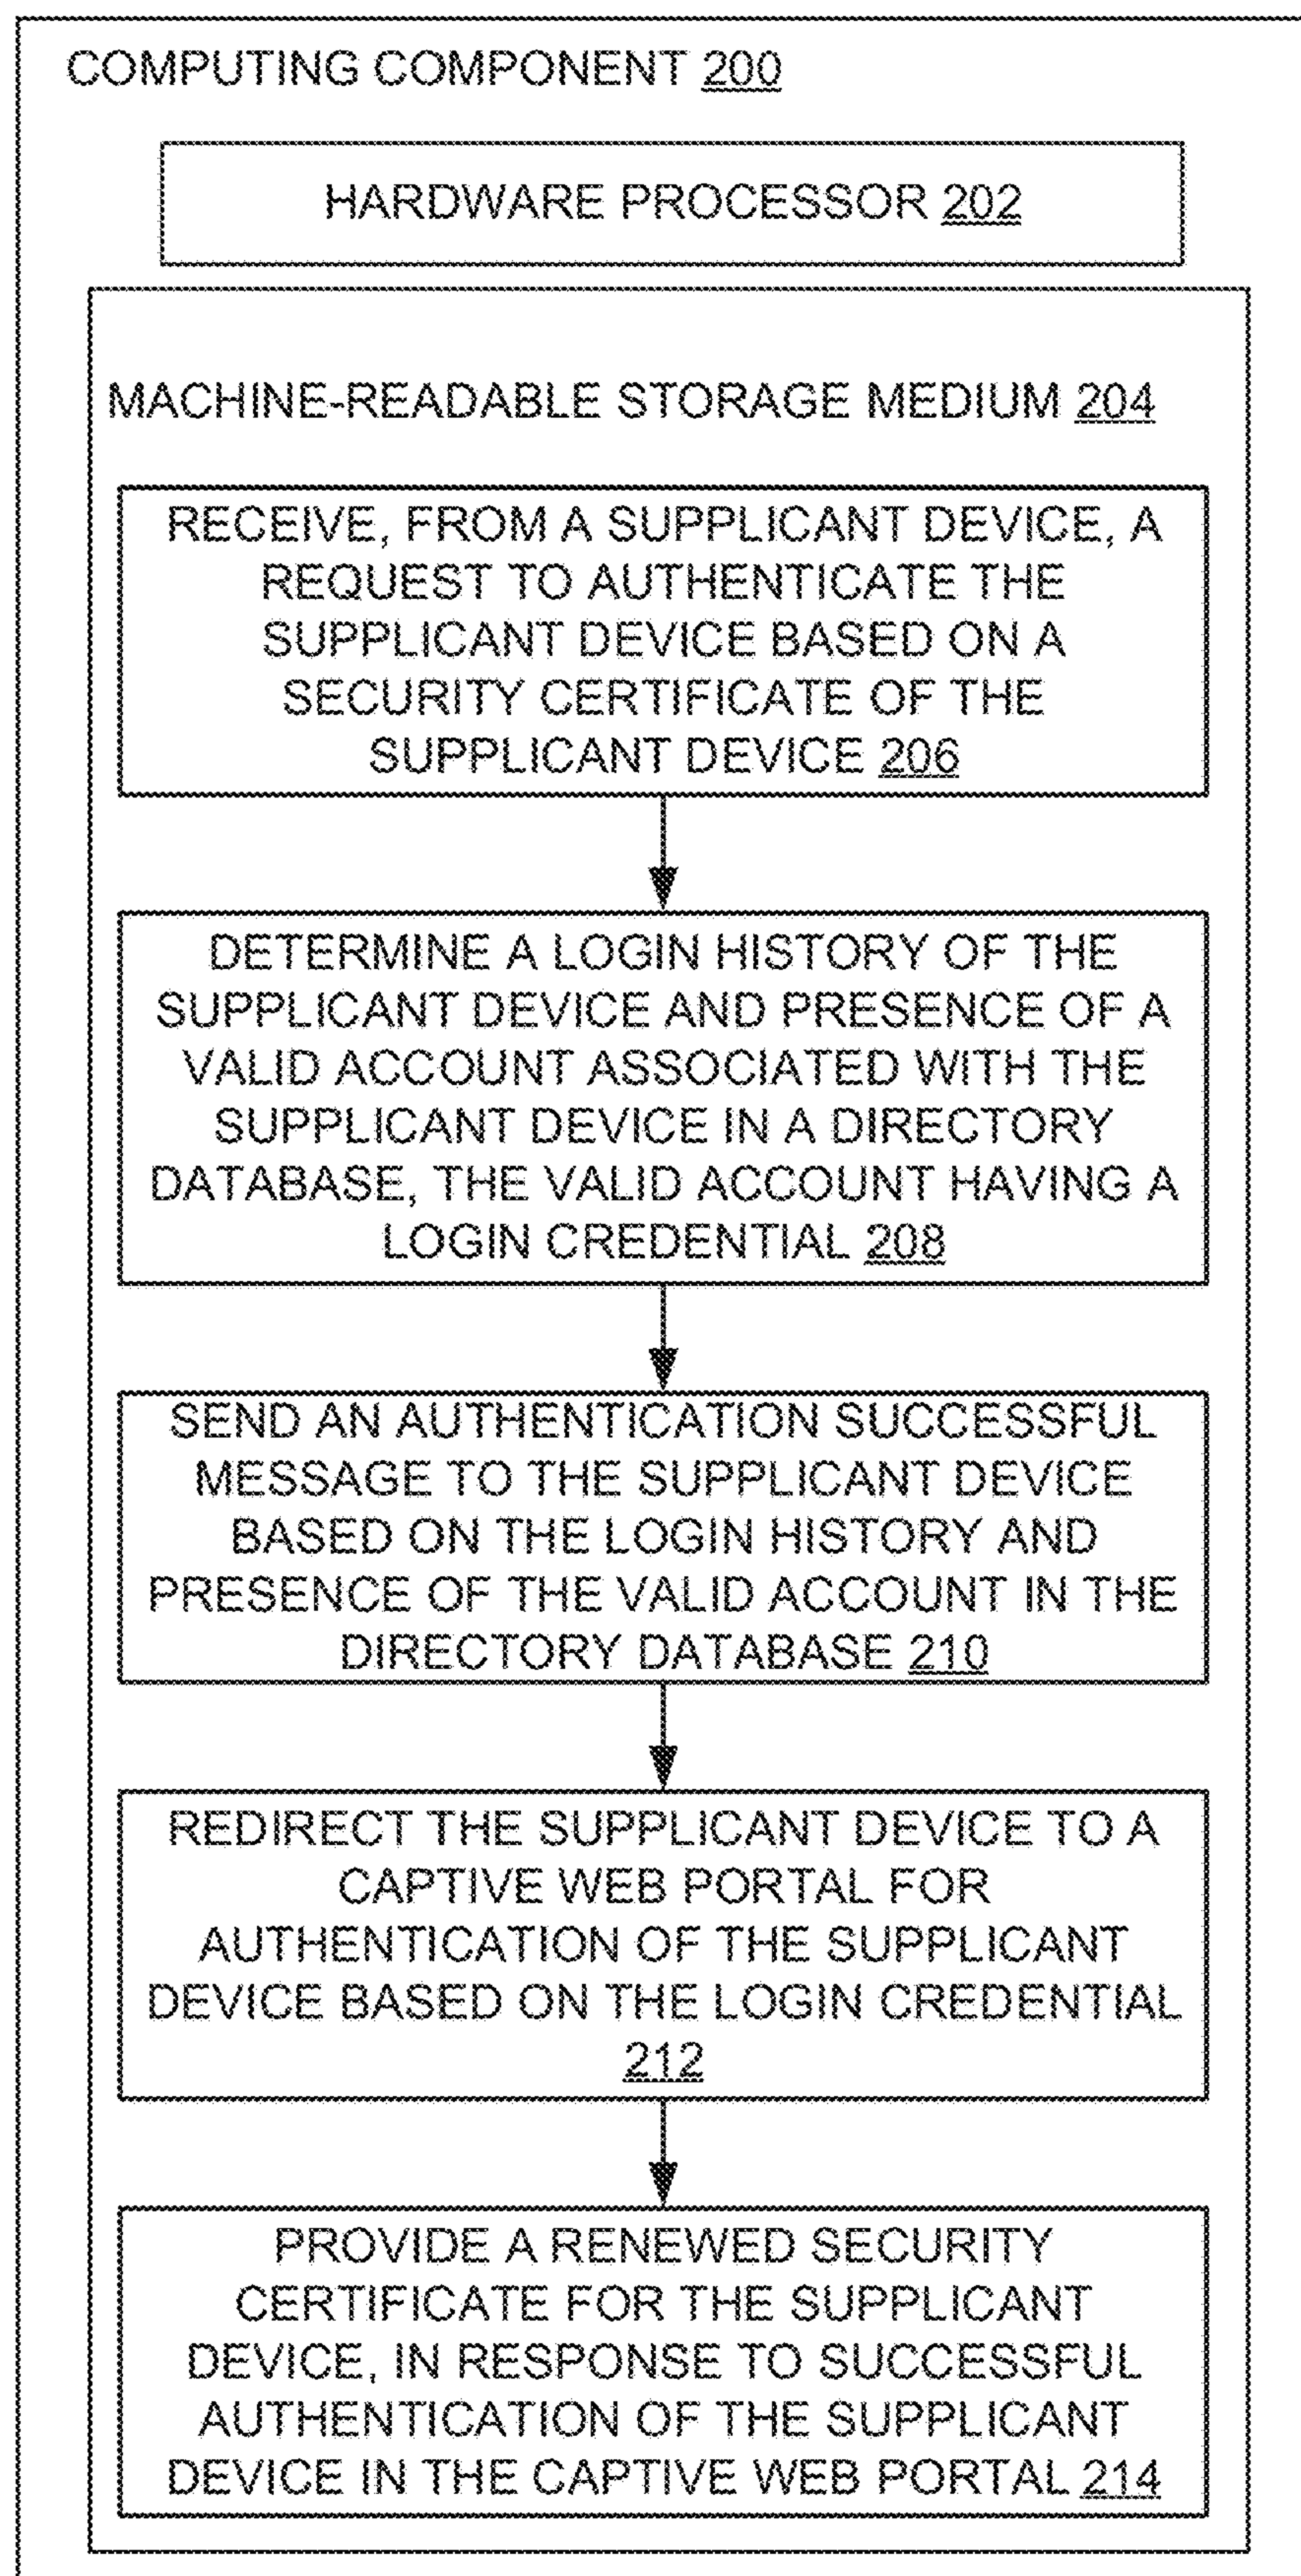 COMPUTING COMPONENT 200
HARDWARE PROCESSOR 202
MACHINE-READABLE STORAGE MEDIUM 204
RECEIVE, FROM A SUPPLICANT DEVICE, A
REQUEST TO AUTHENTICATE THE
SUPPLICANT DEVICE BASED ON A
SECURITY CERTIFICATE OF THE
SUPPLICANT DEVICE 206
DETERMINE A LOGIN HISTORY OF THE
SUPPLICANT DEVICE AND PRESENCE OF A
VALID ACCOUNT ASSOCIATED WITH THE
SUPPLICANT DEVICE IN A DIRECTORY
DATABASE, THE VALID ACCOUNT HAVING A
LOGIN CREDENTIAL 208
SEND AN AUTHENTICATION SUCCESSFUL
MESSAGE TO THE SUPPLICANT DEVICE
BASED ON THE LOGIN HISTORY AND
PRESENCE OF THE VALID ACCOUNT IN THE
DIRECTORY DATABASE 210
REDIRECT THE SUPPLICANT DEVICE TO A
CAPTIVE WEB PORTAL FOR
AUTHENTICATION OF THE SUPPLICANT
DEVICE BASED ON THE LOGIN CREDENTIAL
212
PROVIDE A RENEWED SECURITY
CERTIFICATE FOR THE SUPPLICANT
DEVICE, IN RESPONSE TO SUCCESSFUL
AUTHENTICATION OF THE SUPPLICANT
DEVICE IN THE CAPTIVE WEB PORTAL 214